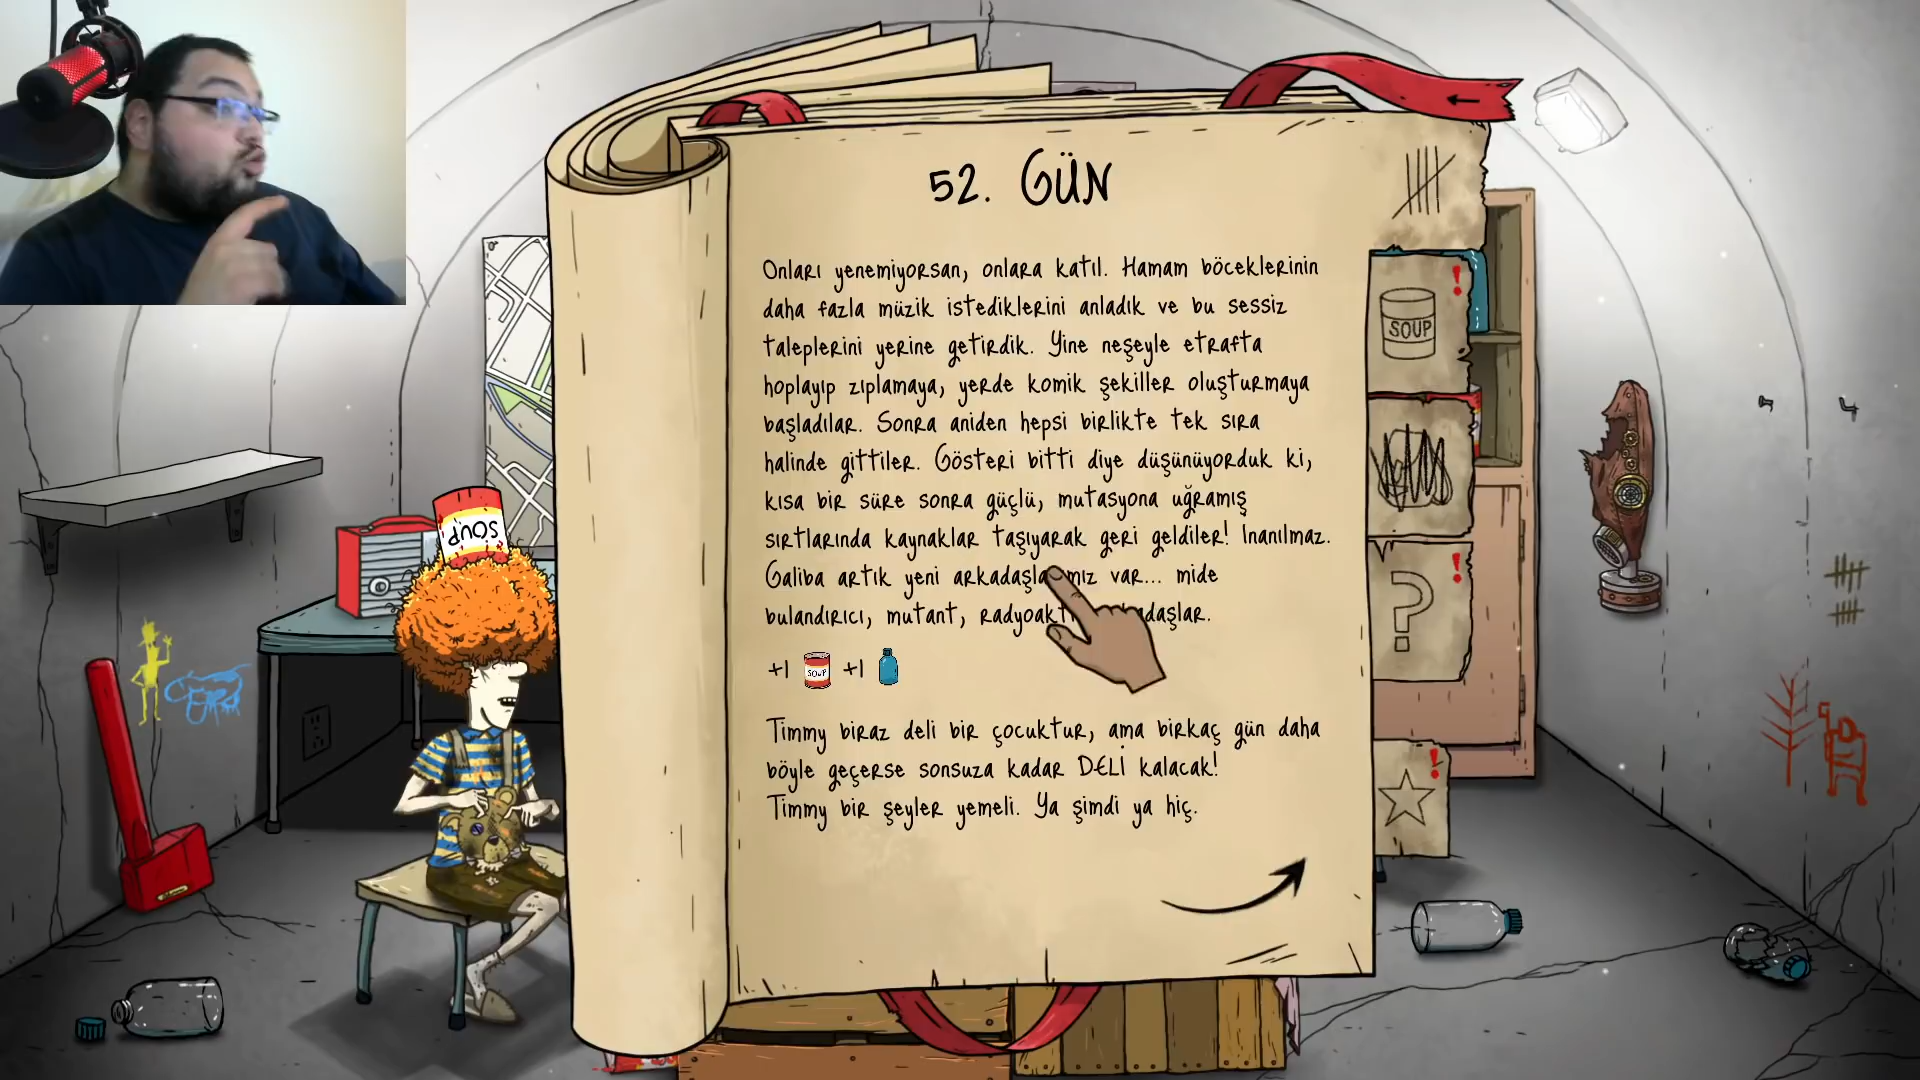 52. GÜN
Onları yenemiyorsan, onlara katıl. Hamam böceklerinin
daha fazla müzik istediklerini anladık ve bu sessiz
taleplerini yerine getirdik. Yine neşeyle etrafta
hoplayıp zıplamaya, yerde komik şekiller oluşturmaya
başladılar. Sonra aniden hepsi birlikte tek sıra
halinde gittiler. Gösteri bitti diye düşünüyorduk ki,
kısa bir süre sonra güçlü, mutasyona uğramış
sırtlarında kaynaklar taşıyarak geri geldiler! Inanılmaz.
Galiba artık yeni var... mide
bulandırıcı, mutant,
+1 SOUP +1
Timmy biraz deli bir çocuktur, ama birkaç gün daha
böyle geçerse sonsuza kadar DELİ kalacak!
Timmy bir şeyler yemeli. Ya şimdi ya hiç.
!
SOUP
!
?
!
SOUP